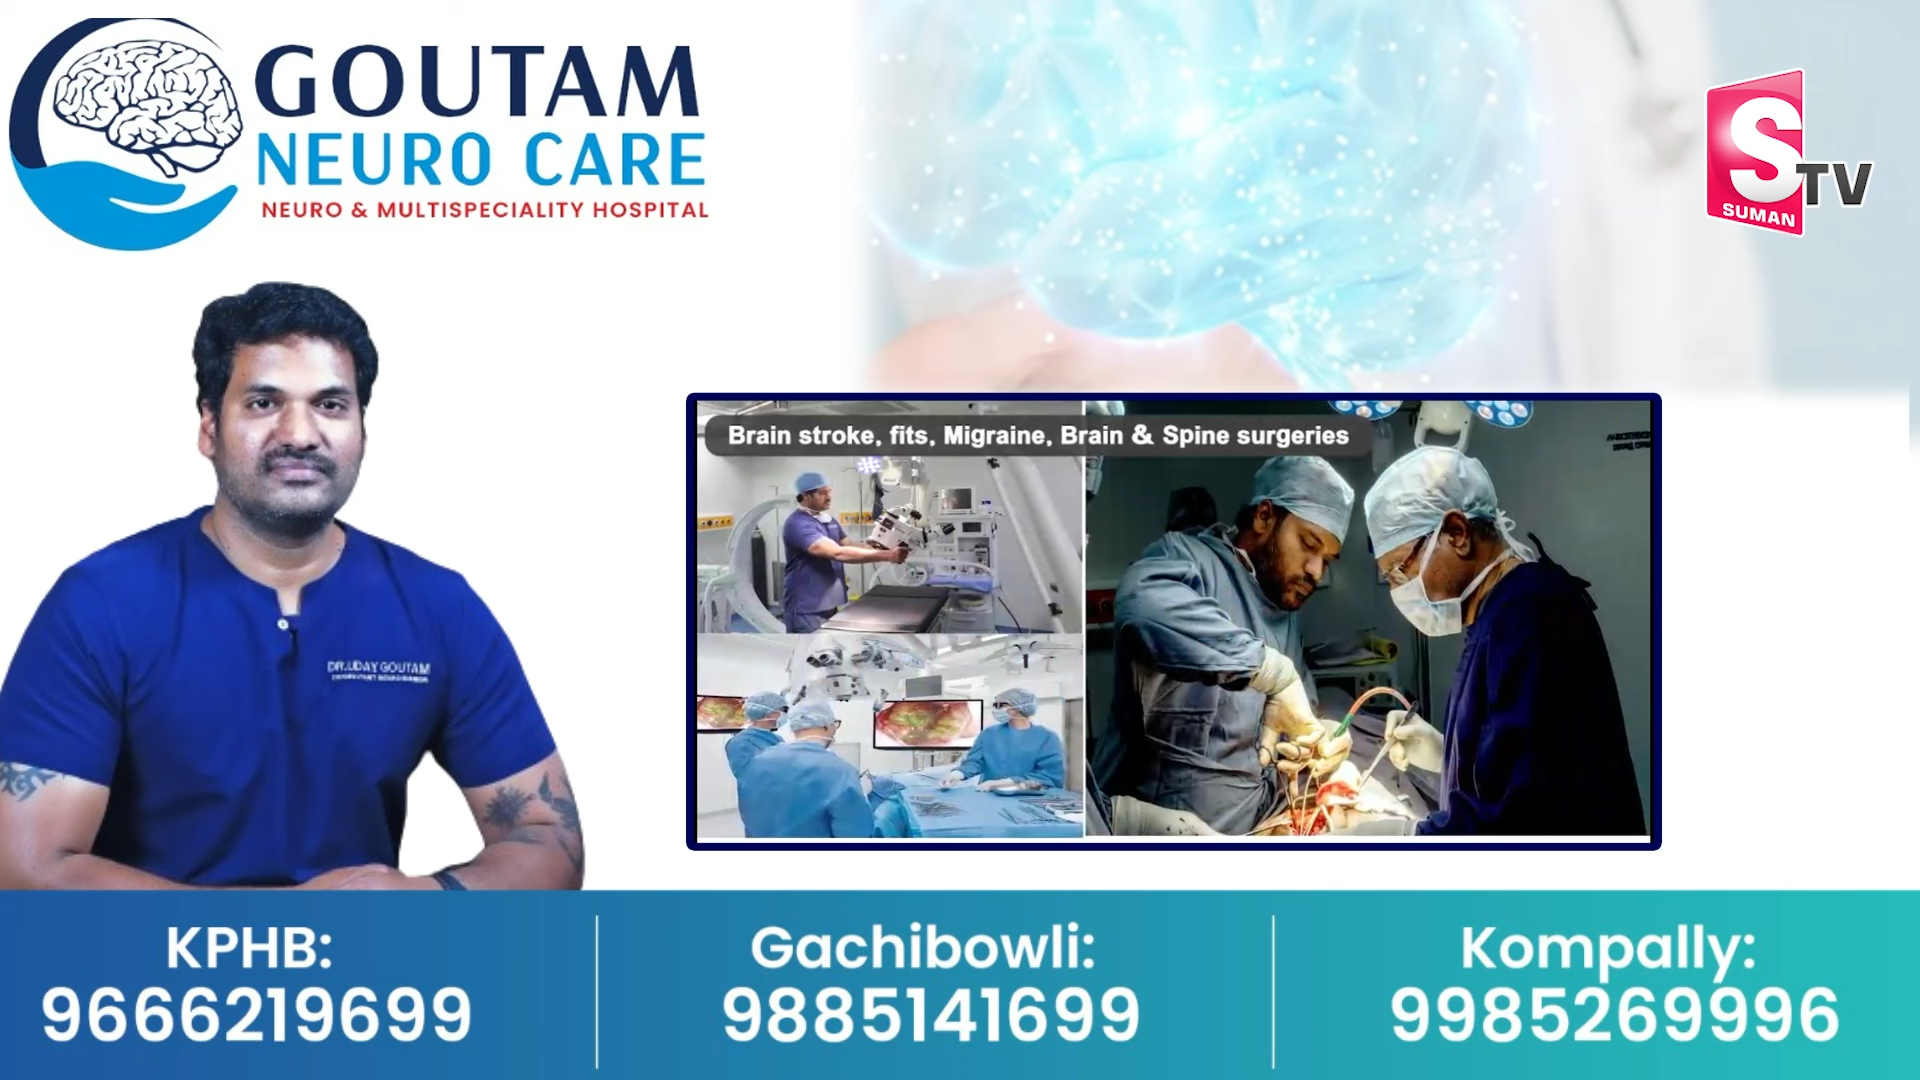 GOUTAM
NEURO CARE
NEURO & MULTISPECIALITY HOSPITAL
S TV
SUMAN
Brain stroke, fits, Migraine, Brain & Spine surgeries
DR.UDAY GOUTAM
KPHB:
9666219699
Gachibowli:
9885141699
Kompally:
9985269996